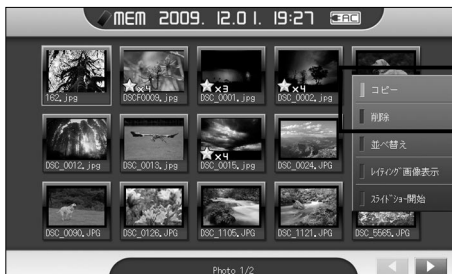 MEM 2009. 12.01. 19:27 AC
★×4
★×3
★×4
162.jpg DSCF0009.jpg DSC_0001.jpg DSC_0002.jpg
コピー
削除
★×4
DSC_0012.jpg DSC_0013.jpg DSC_0015.jpg DSC_0024.JPG
並べ替え
ﾚｲﾃｨﾝｸﾞ画像表示
ｽﾗｲﾄﾞｼｮｰ開始
DSC_0090.JPG DSC_0126.JPG DSC_1105.JPG DSC_1121.JPG DSC_5565.JPG
Photo 1/2